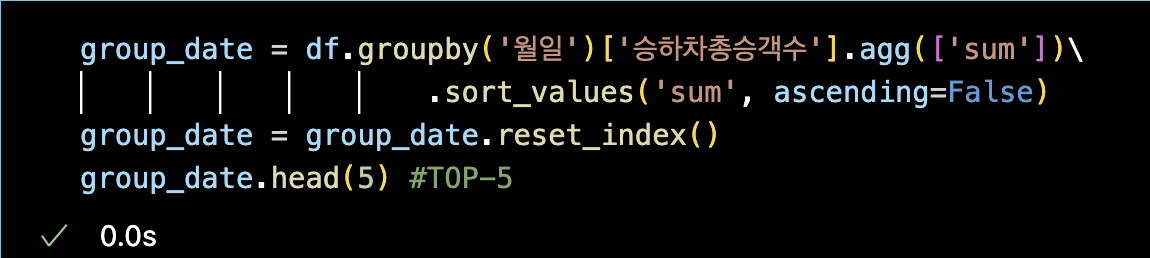 group_date = df.groupby('월일')['승하차총승객수'].agg(['sum'])\
.sort_values('sum', ascending=False)
group_date = group_date.reset_index()
group_date.head(5) #TOP-5
0.0s